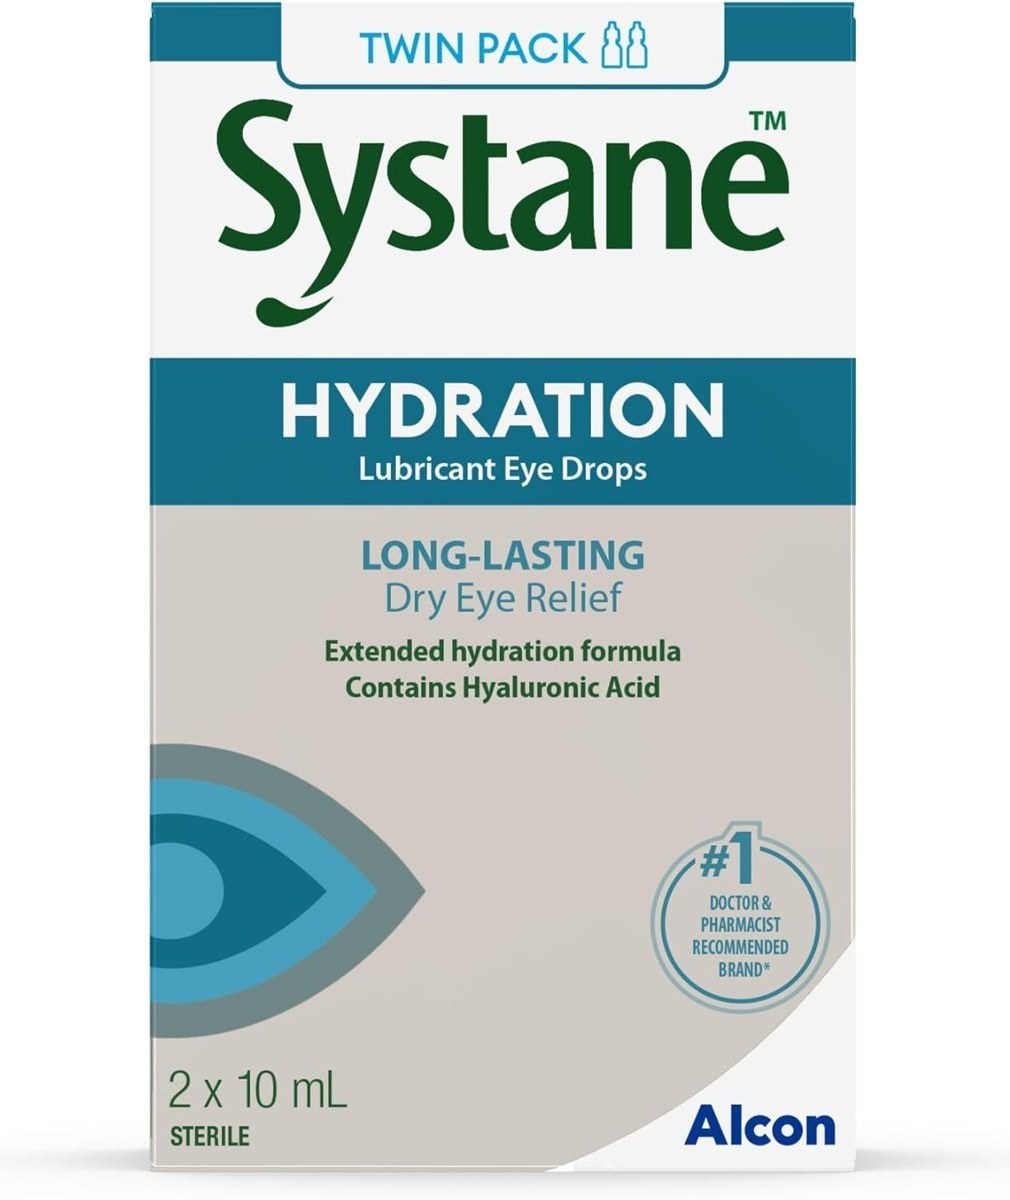 TWIN PACK
Systane™
HYDRATION
Lubricant Eye Drops
LONG-LASTING
Dry Eye Relief
Extended hydration formula
Contains Hyaluronic Acid
#1
DOCTOR &
PHARMACIST
RECOMMENDED
BRAND*
2 x 10 mL
STERILE
Alcon